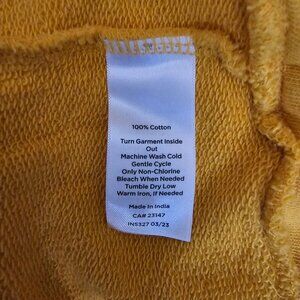 100% Cotton
Turn Garment Inside
Out
Machine Wash Cold
Gentle Cycle
Only Non-Chlorine
Bleach When Needed
Tumble Dry Low
Warm Iron, If Needed
Made In India
CA# 23147
INS327 03/23